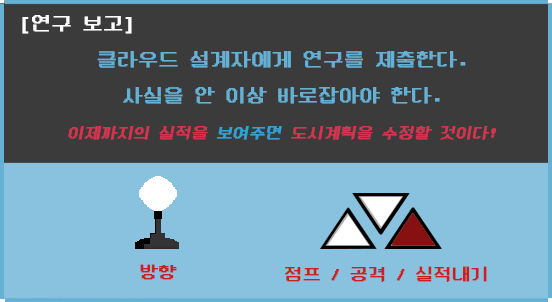 [연구 보고]
클라우드 설계자에게 연구를 제출한다.
사실을 안 이상 바로잡아야 한다.
이제까지의 실적을 보여주면 도시계획을 수정할 것이다!
방향
점프 / 공격 / 실적내기